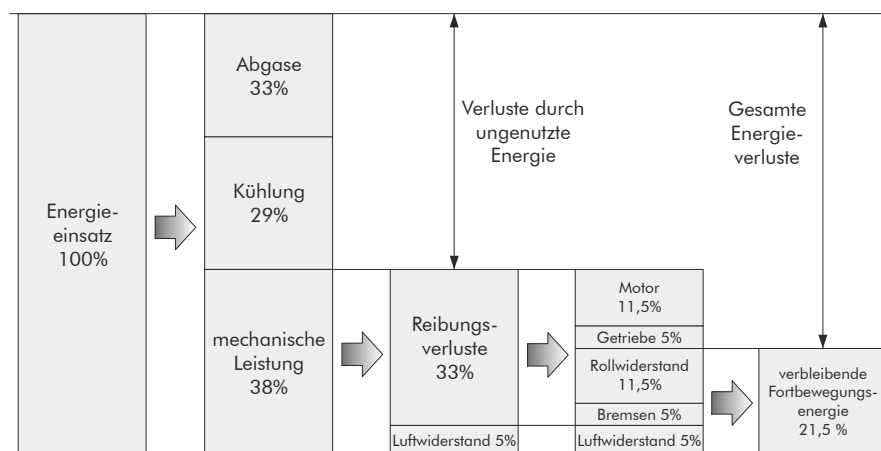 Energie-
einsatz
100%
Abgase
33%
Kühlung
29%
mechanische
Leistung
38%
Verluste durch
ungenutzte
Energie
Reibungs-
verluste
33%
Luftwiderstand 5%
Motor
11,5%
Getriebe 5%
Rollwiderstand
11,5%
Bremsen 5%
Luftwiderstand 5%
Gesamte
Energie-
verluste
verbleibende
Fortbewegungs-
energie
21,5 %